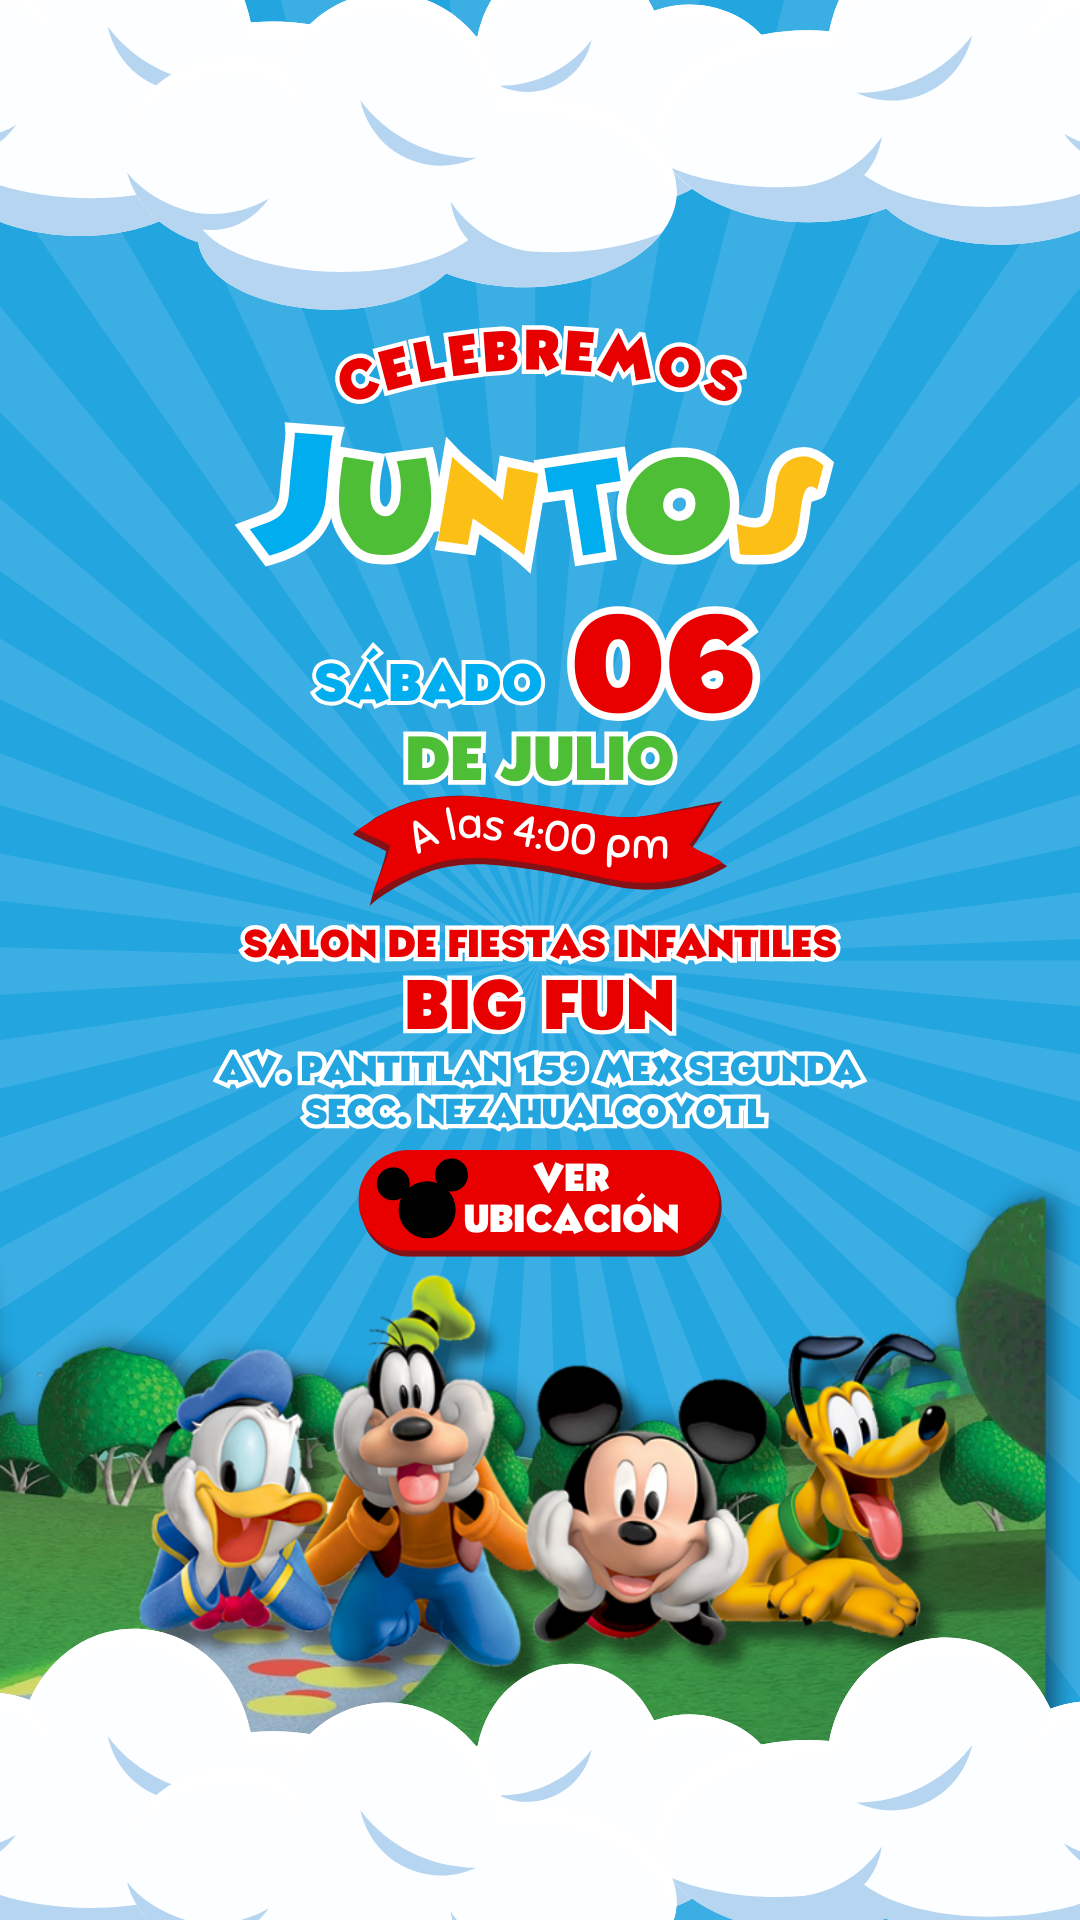 CELEBREMOS
JUNTOS
SÁBADO 06
DE JULIO
A las 4:00 pm
SALON DE FIESTAS INFANTILES
BIG FUN
AV. PANTITLAN 159 MEX SEGUNDA
SECC. NEZAHUALCOYOTL
VER
UBICACIÓN